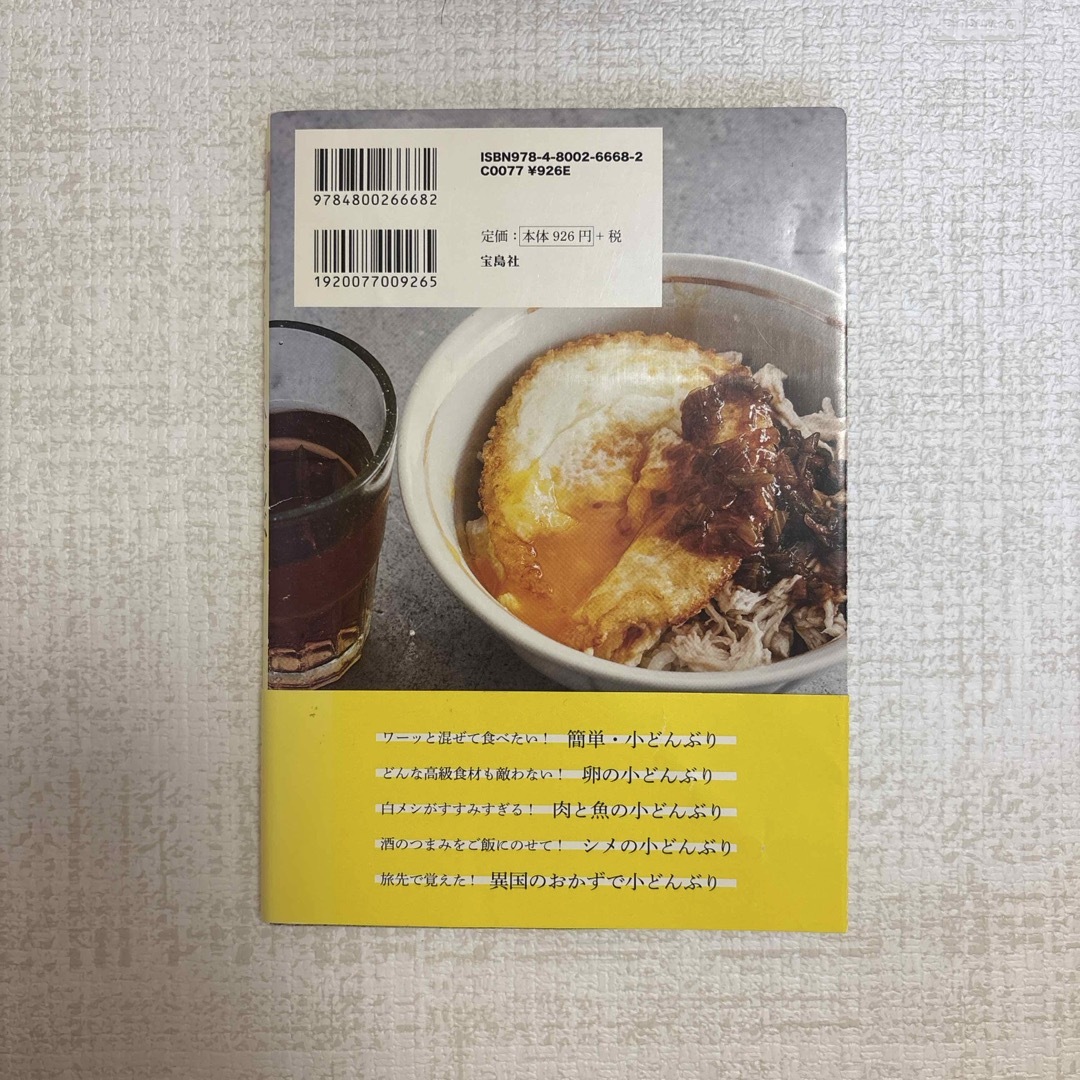 ISBN978-4-8002-6668-2
C0077 ¥926E
9784800266682
定価：本体 926 円＋税
宝島社
1920077009265
ワーッと混ぜて食べたい！ 簡単・小どんぶり
どんな高級食材も敵わない！ 卵の小どんぶり
白メシがすすみすぎる！ 肉と魚の小どんぶり
酒のつまみをご飯にのせて！ シメの小どんぶり
旅先で覚えた！ 異国のおかずで小どんぶり